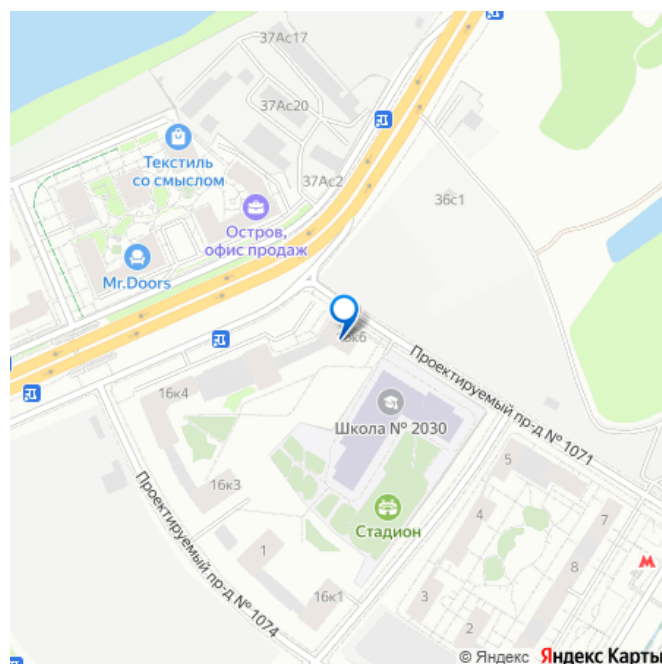 37Ас17
37Ас20
Текстиль
со смыслом
37Ас2
36с1
Остров,
офис продаж
Mr.Doors
16к4
Проектируемый пр-д № 1071
Школа № 2030
16к3
5
Стадион
4
7
1
8
Проектируемый пр-д № 1074
16к1
3
2
© Яндекс Яндекс Карты